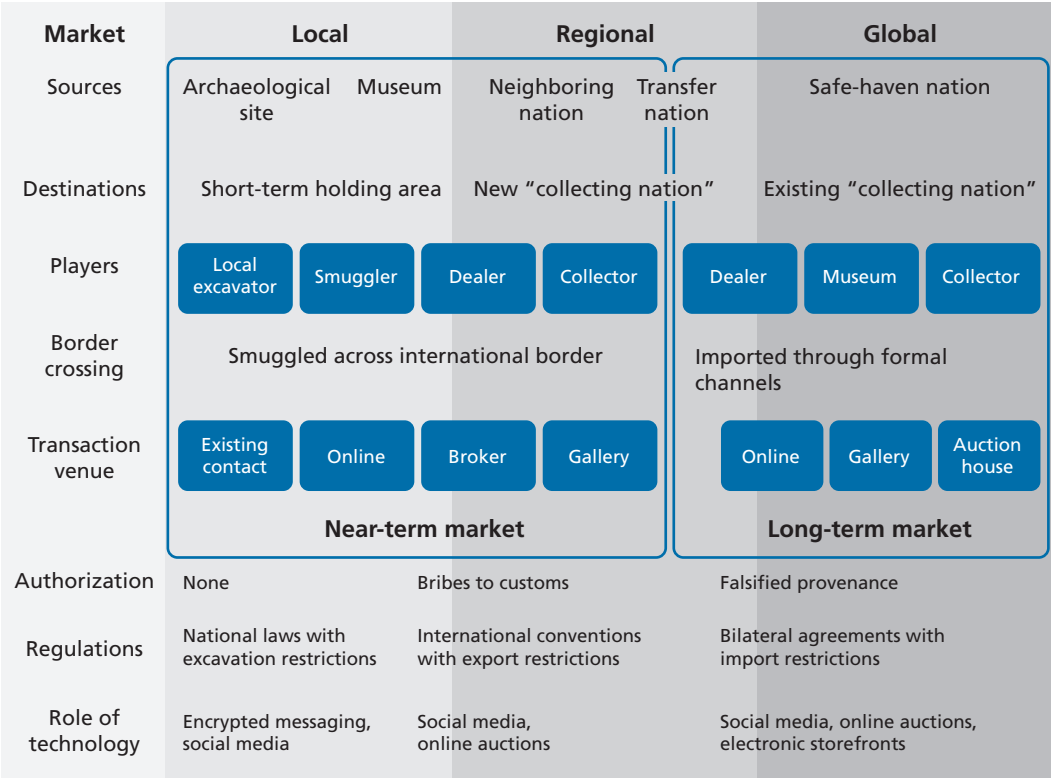 Market Local Regional Global
Sources Archaeological site Museum Neighboring nation Transfer nation Safe-haven nation
Destinations Short-term holding area New “collecting nation” Existing “collecting nation”
Players Local excavator Smuggler Dealer Collector Dealer Museum Collector
Border crossing Smuggled across international border Imported through formal channels
Transaction venue Existing contact Online Broker Gallery Online Gallery Auction house
Near-term market Long-term market
Authorization None Bribes to customs Falsified provenance
Regulations National laws with excavation restrictions International conventions with export restrictions Bilateral agreements with import restrictions
Role of technology Encrypted messaging, social media Social media, online auctions Social media, online auctions, electronic storefronts